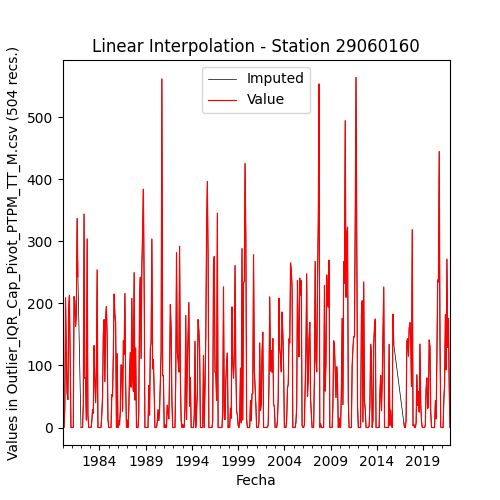 Linear Interpolation - Station 29060160
Values in Outlier_IQR_Cap_Pivot_PTPM_TT_M.csv (504 recs.)
Imputed
Value
500
400
300
200
100
0
1984 1989 1994 1999 2004 2009 2014 2019
Fecha